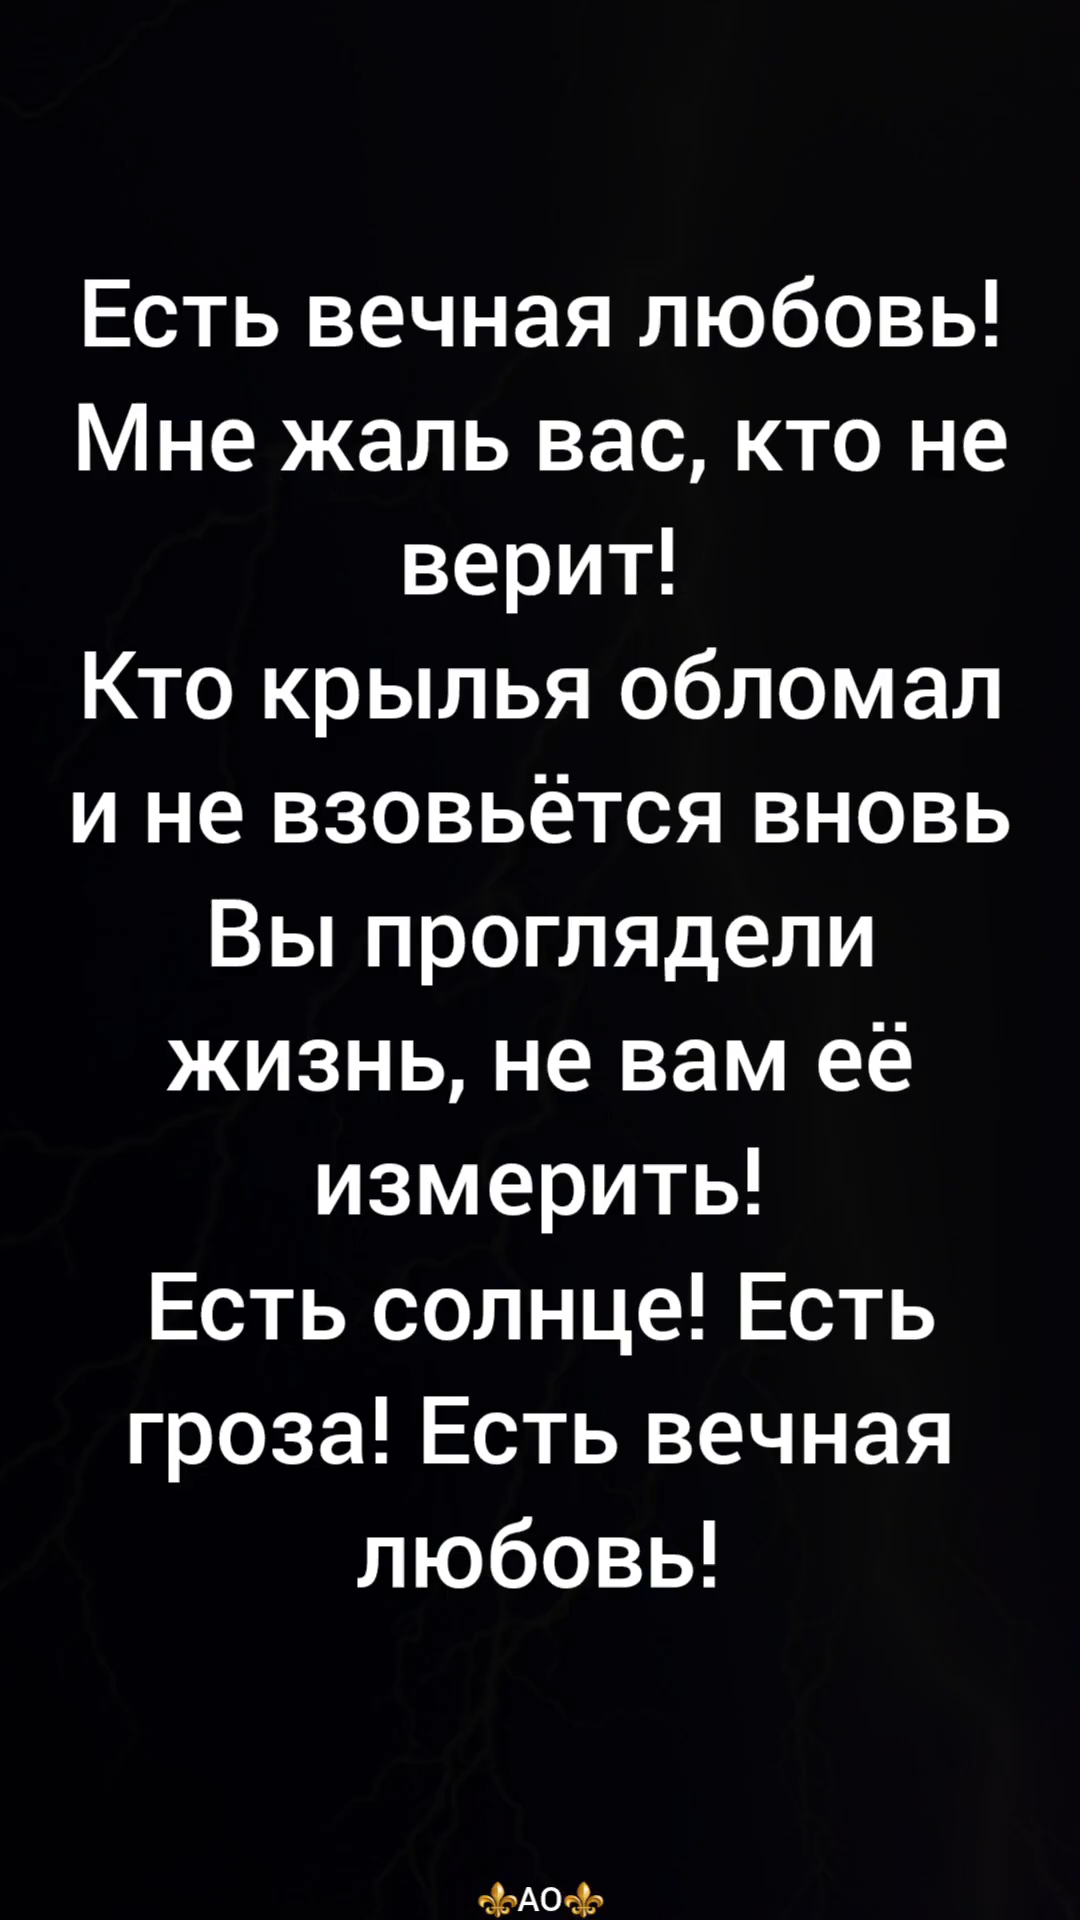 Есть вечная любовь!
Мне жаль вас, кто не
верит!
Кто крылья обломал
и не взовьётся вновь
Вы проглядели
жизнь, не вам её
измерить!
Есть солнце! Есть
гроза! Есть вечная
любовь!
⚜️АО⚜️